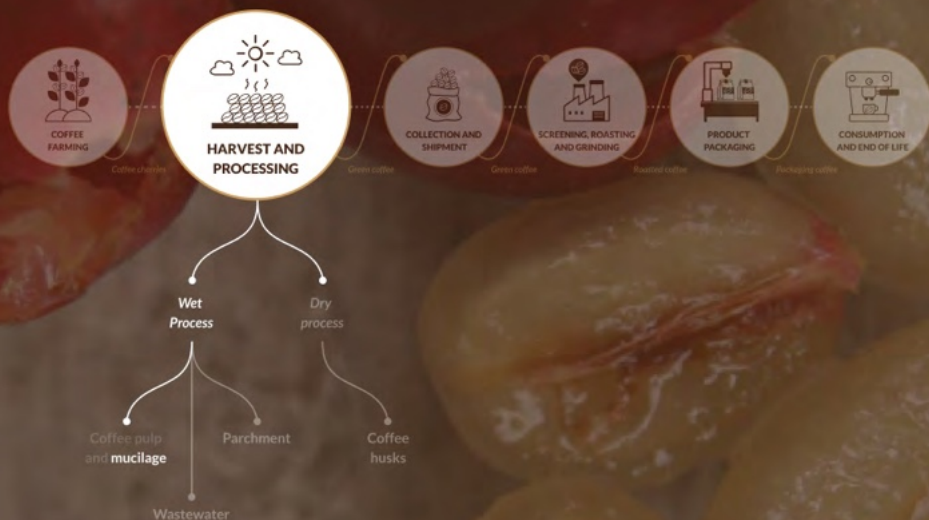 COFFEE
FARMING
HARVEST AND
PROCESSING
COLLECTION AND
SHIPMENT
SCREENING, ROASTING
AND GRINDING
PRODUCT
PACKAGING
CONSUMPTION
AND END OF LIFE
Coffee cherries
Green coffee
Green coffee
Roasted coffee
Packaging coffee
Wet
Process
Dry
process
Coffee pulp
and mucilage
Parchment
Coffee
husks
Wastewater